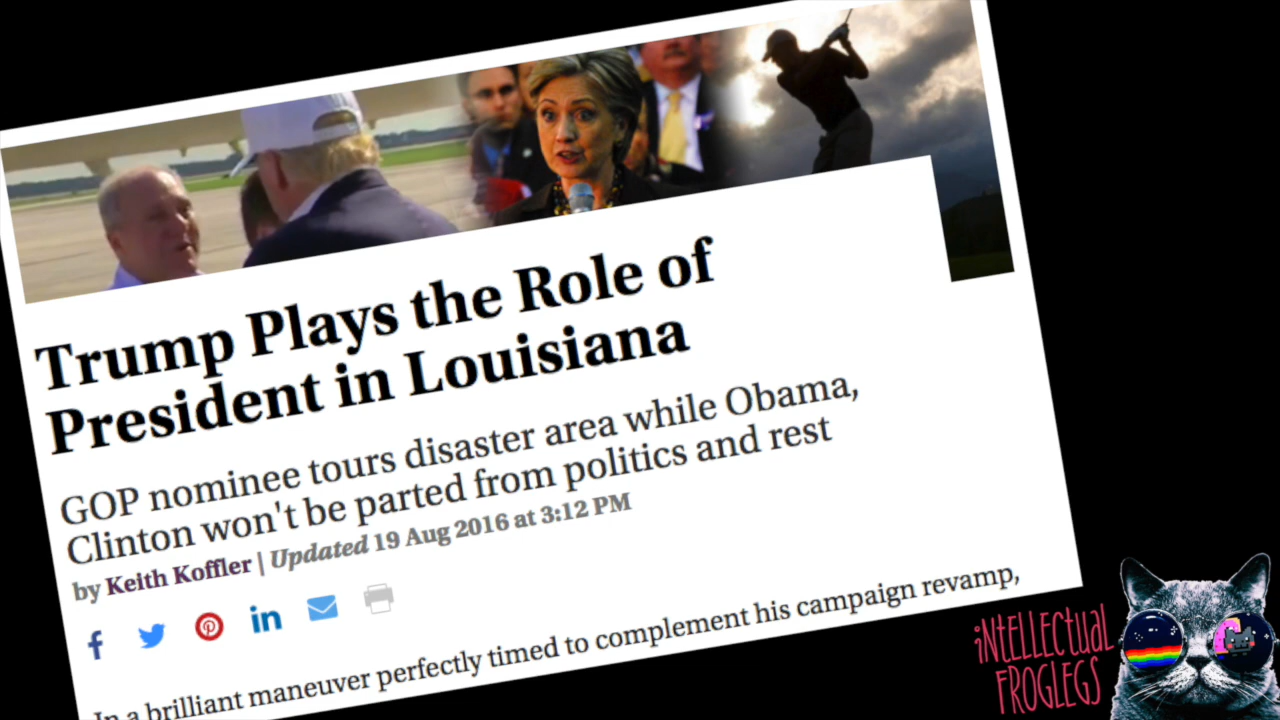 Trump Plays the Role of
President in Louisiana
GOP nominee tours disaster area while Obama,
Clinton won't be parted from politics and rest
by Keith Koffler | Updated 19 Aug 2016 at 3:12 PM
In a brilliant maneuver perfectly timed to complement his campaign revamp,
iNtELLECtuaL
FROGLEGS